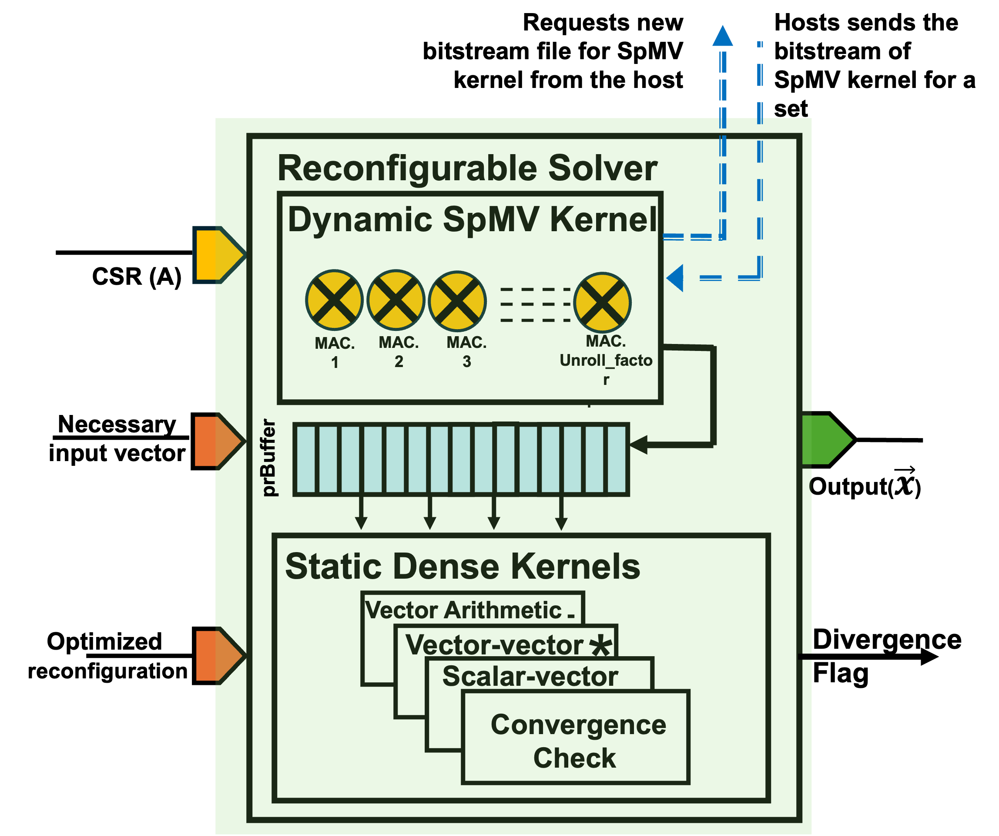 Requests new
bitstream file for SpMV
kernel from the host
Hosts sends the
bitstream of
SpMV kernel for a
set
Reconfigurable Solver
Dynamic SpMV Kernel
CSR (A)
MAC.
1
MAC.
2
MAC.
3
MAC.
Unroll_facto
r
Necessary
input vector
prBuffer
Output(x⃗)
Static Dense Kernels
Vector Arithmetic -
Vector-vector *
Scalar-vector
Convergence
Check
Optimized
reconfiguration
Divergence
Flag